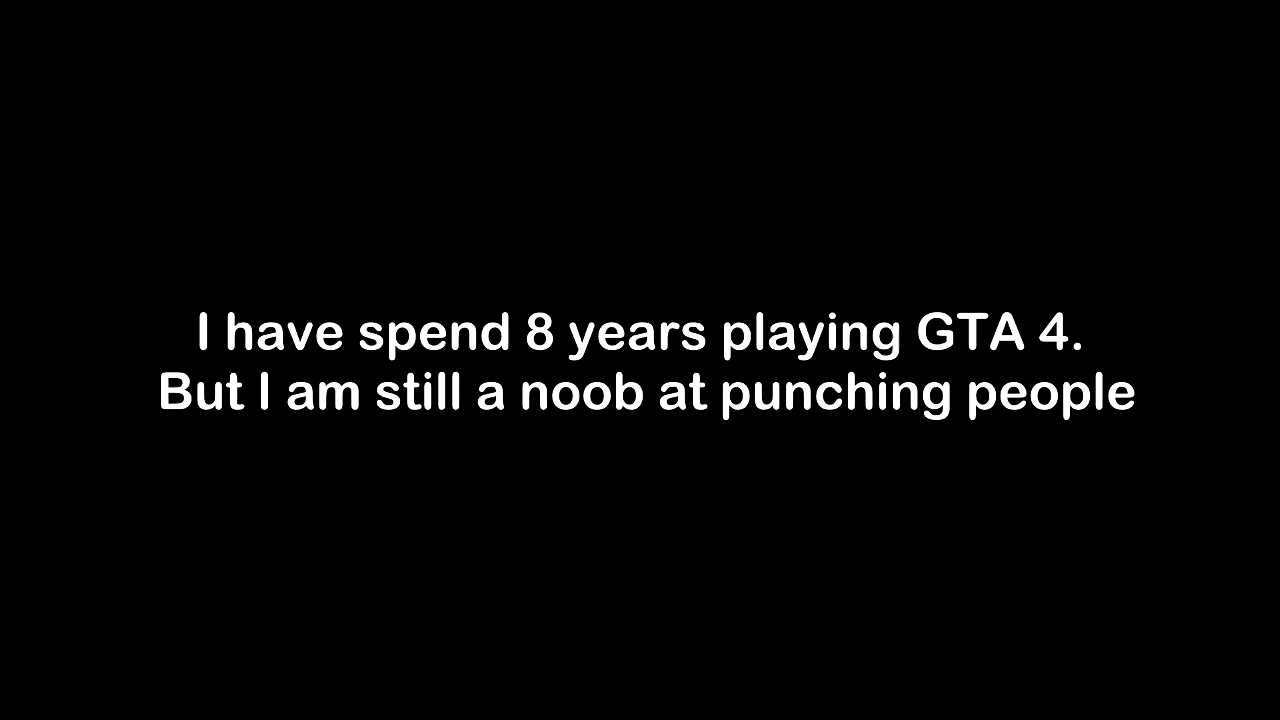 I have spend 8 years playing GTA 4.
But I am still a noob at punching people